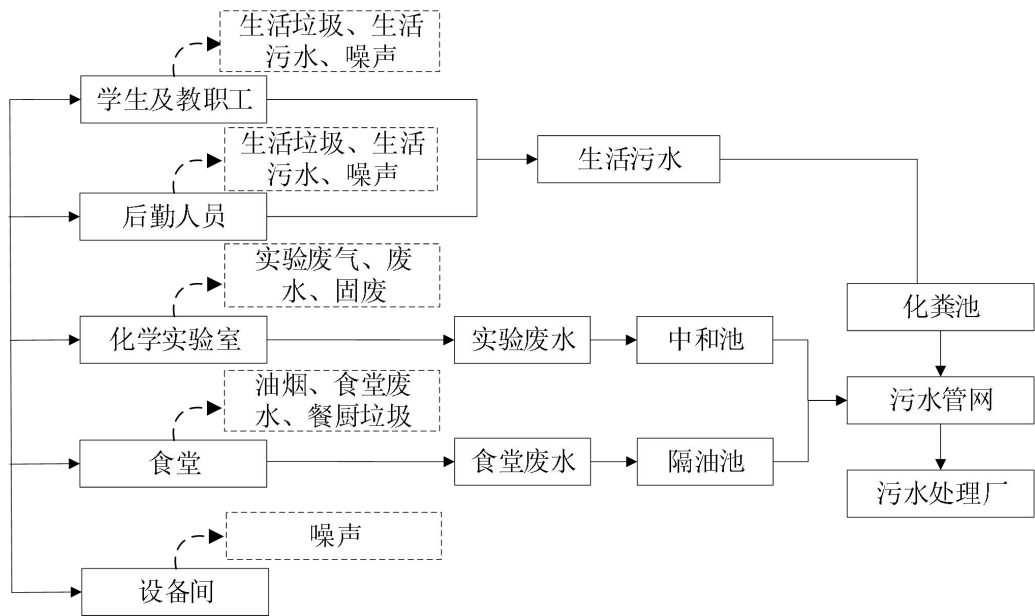 生活垃圾、生活
污水、噪声
学生及教职工
生活垃圾、生活
污水、噪声
生活污水
后勤人员
实验废气、废
水、固废
化粪池
化学实验室
实验废水
中和池
油烟、食堂废
水、餐厨垃圾
污水管网
食堂
食堂废水
隔油池
污水处理厂
噪声
设备间